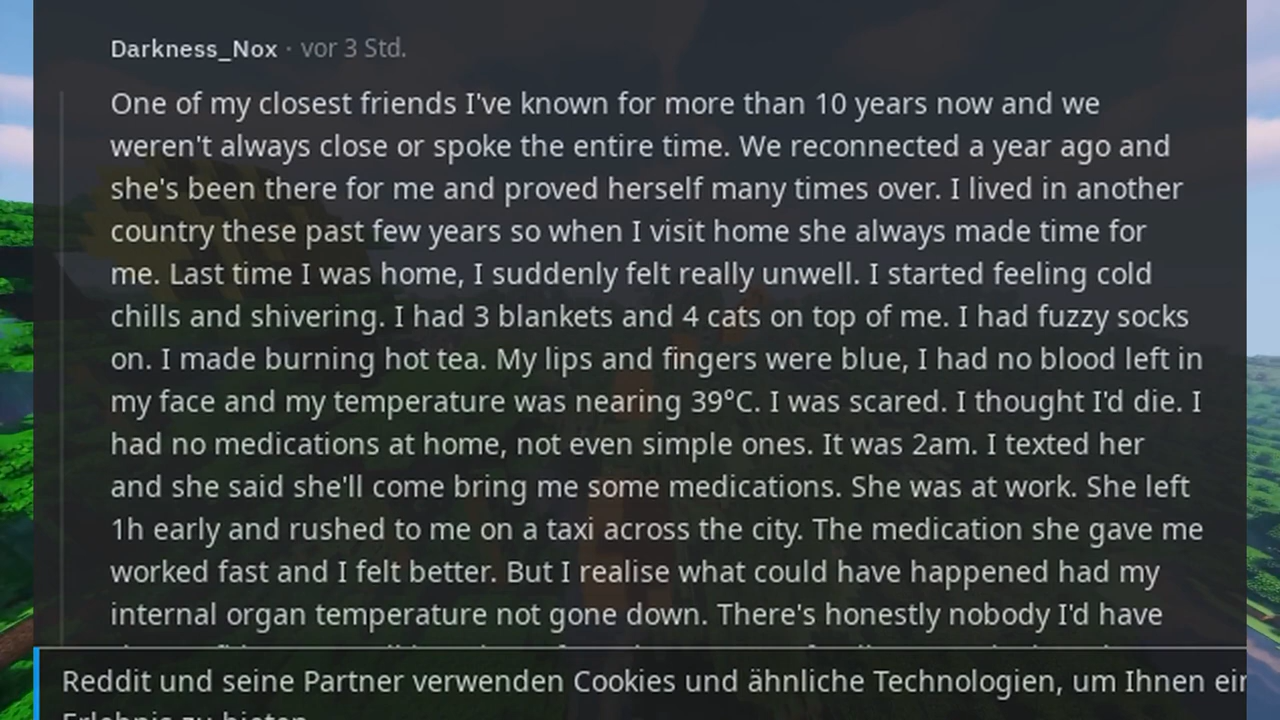 Darkness_Nox · vor 3 Std.
One of my closest friends I've known for more than 10 years now and we
weren't always close or spoke the entire time. We reconnected a year ago and
she's been there for me and proved herself many times over. I lived in another
country these past few years so when I visit home she always made time for
me. Last time I was home, I suddenly felt really unwell. I started feeling cold
chills and shivering. I had 3 blankets and 4 cats on top of me. I had fuzzy socks
on. I made burning hot tea. My lips and fingers were blue, I had no blood left in
my face and my temperature was nearing 39°C. I was scared. I thought I'd die. I
had no medications at home, not even simple ones. It was 2am. I texted her
and she said she'll come bring me some medications. She was at work. She left
1h early and rushed to me on a taxi across the city. The medication she gave me
worked fast and I felt better. But I realise what could have happened had my
internal organ temperature not gone down. There's honestly nobody I'd have
Reddit und seine Partner verwenden Cookies und ähnliche Technologien, um Ihnen ein
Erlebnis zu bieten